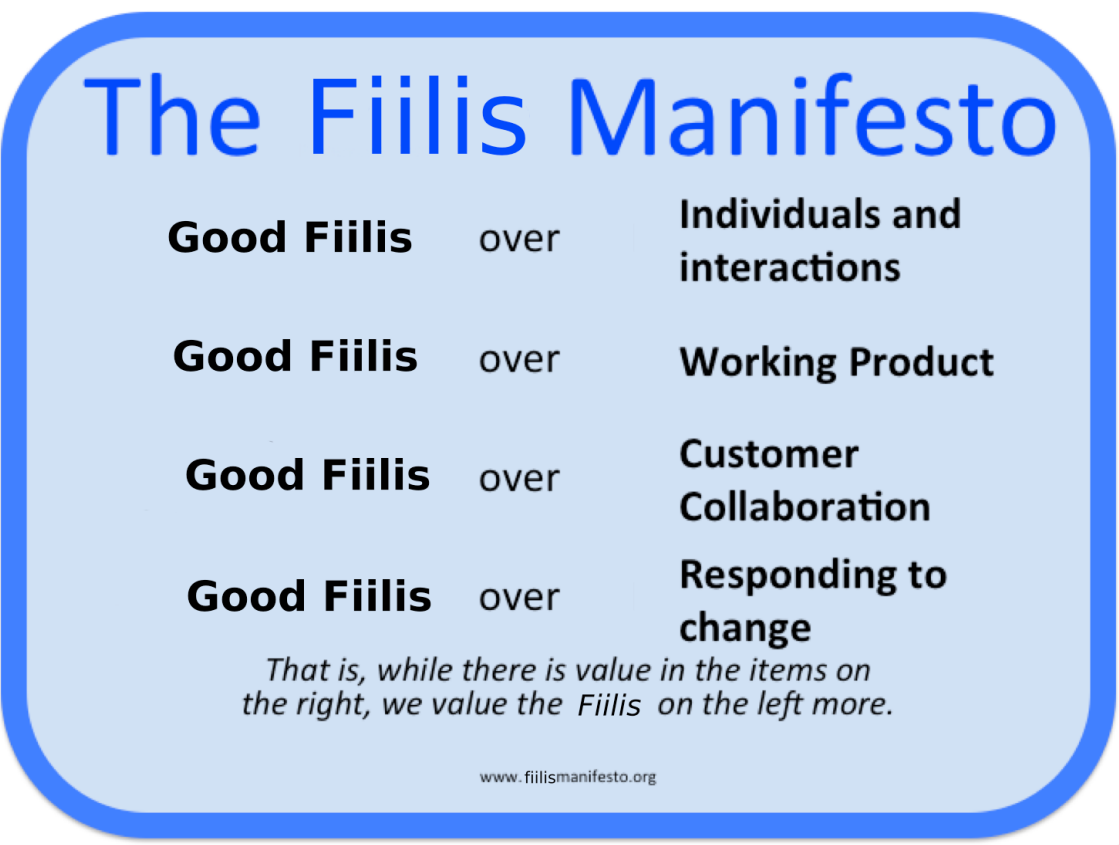 The Fiilis Manifesto
Good Fiilis over Individuals and
interactions
Good Fiilis over Working Product
Good Fiilis over Customer
Collaboration
Good Fiilis over Responding to
change
That is, while there is value in the items on
the right, we value the Fiilis on the left more.
www.fiilismanifesto.org